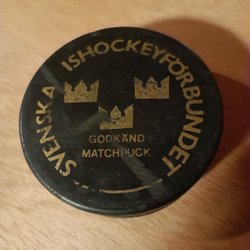 SVENSKA ISHOCKEYFÖRBUNDET
GODKÄND
MATCHPUCK